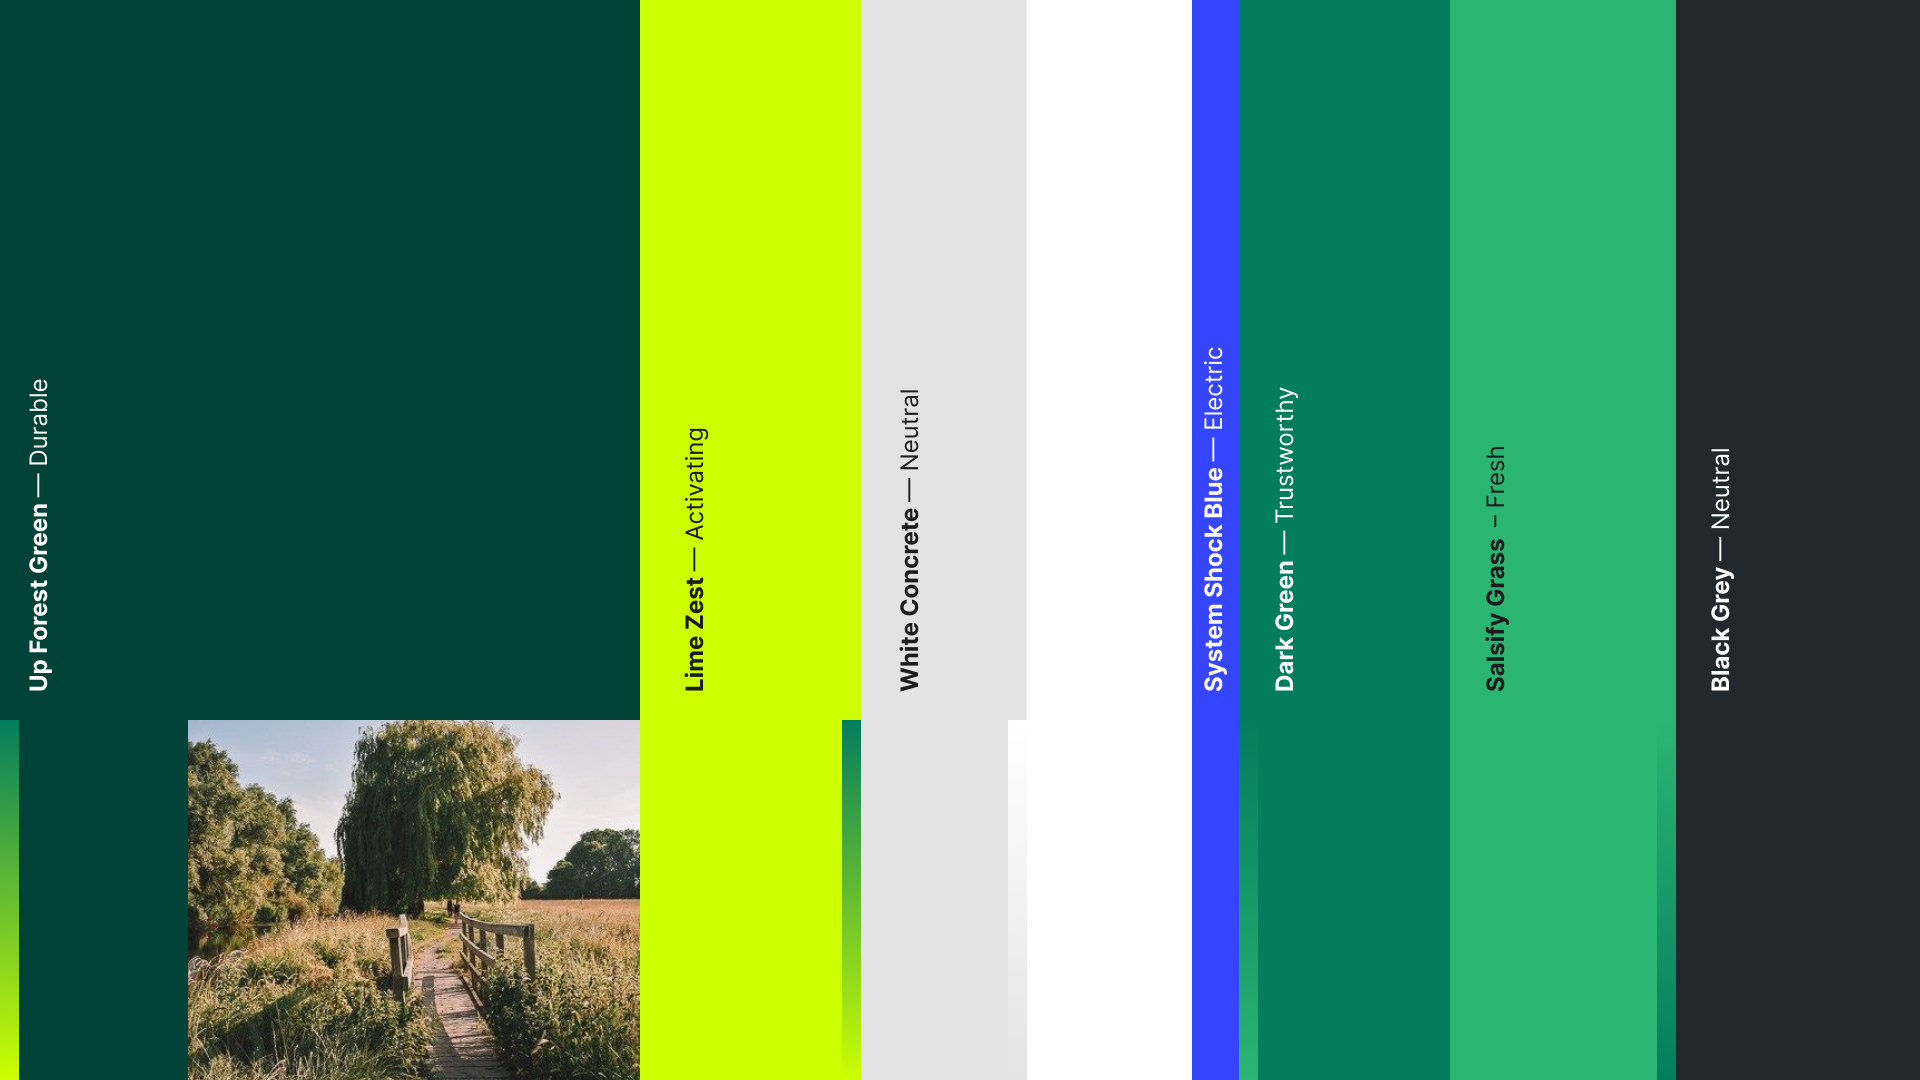 Up Forest Green — Durable
Lime Zest — Activating
White Concrete — Neutral
System Shock Blue — Electric
Dark Green — Trustworthy
Salsify Grass – Fresh
Black Grey — Neutral